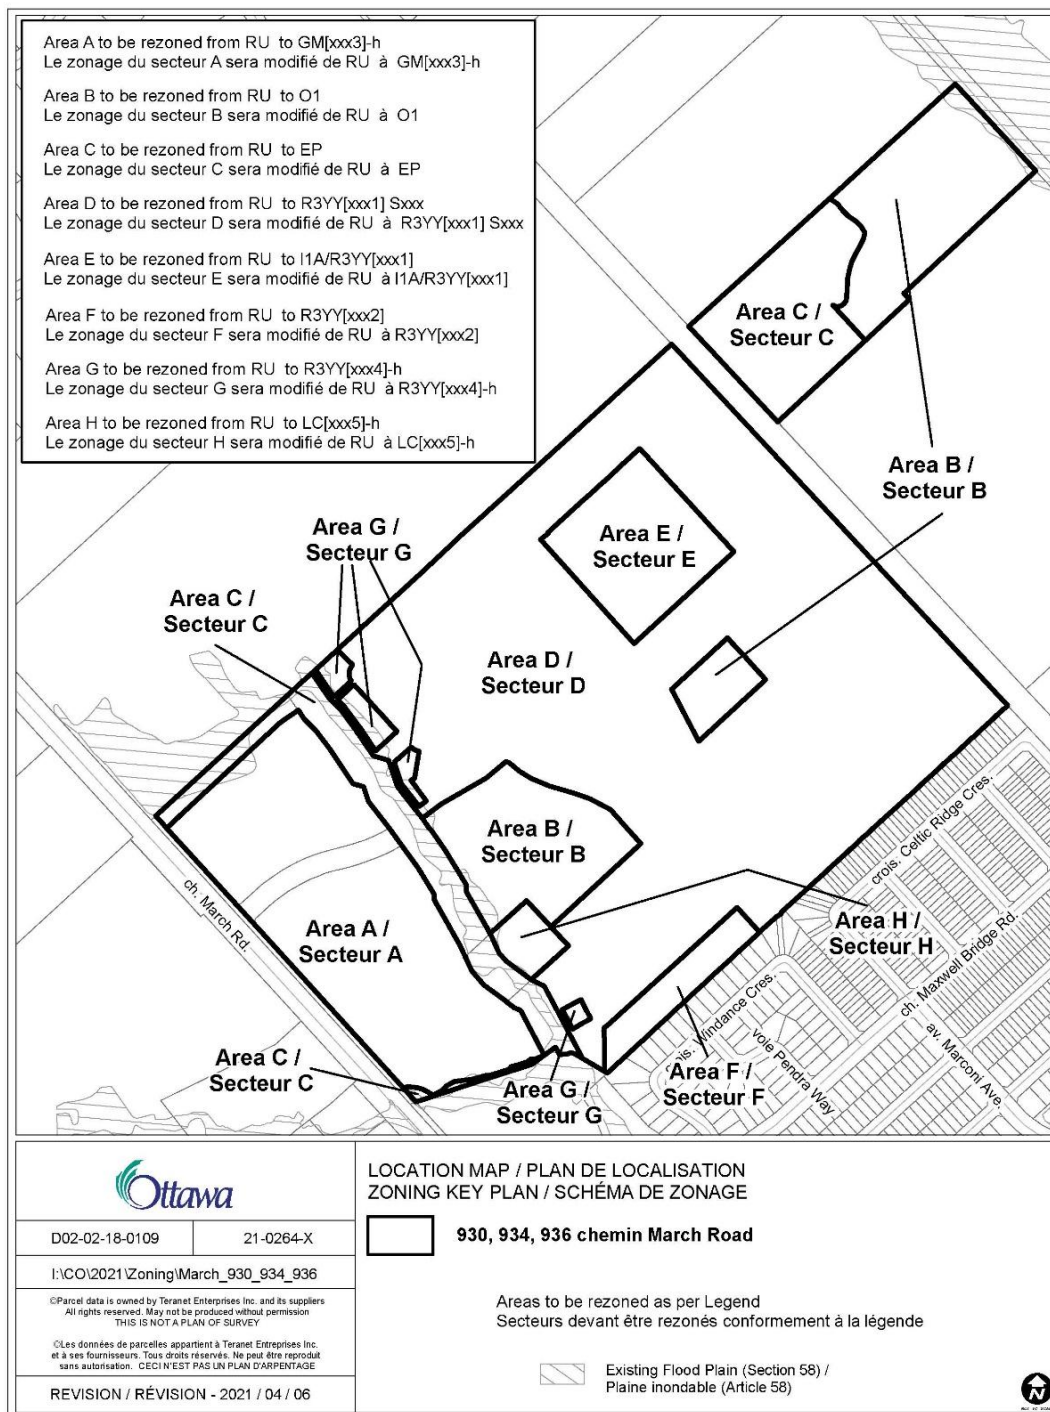 Area A to be rezoned from RU to GM[xxx3]-h
Le zonage du secteur A sera modifié de RU à GM[xxx3]-h
Area B to be rezoned from RU to O1
Le zonage du secteur B sera modifié de RU à O1
Area C to be rezoned from RU to EP
Le zonage du secteur C sera modifié de RU à EP
Area D to be rezoned from RU to R3YY[xxx1] Sxxx
Le zonage du secteur D sera modifié de RU à R3YY[xxx1] Sxxx
Area E to be rezoned from RU to I1A/R3YY[xxx1]
Le zonage du secteur E sera modifié de RU à I1A/R3YY[xxx1]
Area F to be rezoned from RU to R3YY[xxx2]
Le zonage du secteur F sera modifié de RU à R3YY[xxx2]
Area G to be rezoned from RU to R3YY[xxx4]-h
Le zonage du secteur G sera modifié de RU à R3YY[xxx4]-h
Area H to be rezoned from RU to LC[xxx5]-h
Le zonage du secteur H sera modifié de RU à LC[xxx5]-h
Area C /
Secteur C
Area B /
Secteur B
Area E /
Secteur E
Area G /
Secteur G
Area C /
Secteur C
Area D /
Secteur D
Area B /
Secteur B
Area A /
Secteur A
Area H /
Secteur H
Area C /
Secteur C
Area G /
Secteur G
Area F /
Secteur F
ch. March Rd.
crois. Celtic Ridge Cres.
ch. Maxwell Bridge Rd.
av. Marconi Ave.
Windance Cres.
voie Pendra Way
Ottawa
D02-02-18-0109
21-0264-X
I:\CO\2021\Zoning\March_930_934_936
©Parcel data is owned by Teranet Enterprises Inc. and its suppliers
All rights reserved. May not be produced without permission
THIS IS NOT A PLAN OF SURVEY
©Les données de parcelles appartient à Teranet Entreprises Inc.
et à ses fournisseurs. Tous droits réservés. Ne peut être reproduit
sans autorisation. CECI N'EST PAS UN PLAN D'ARPENTAGE
REVISION / RÉVISION - 2021 / 04 / 06
LOCATION MAP / PLAN DE LOCALISATION
ZONING KEY PLAN / SCHÉMA DE ZONAGE
930, 934, 936 chemin March Road
Areas to be rezoned as per Legend
Secteurs devant être rezonés conformement à la légende
Existing Flood Plain (Section 58) /
Plaine inondable (Article 58)
N